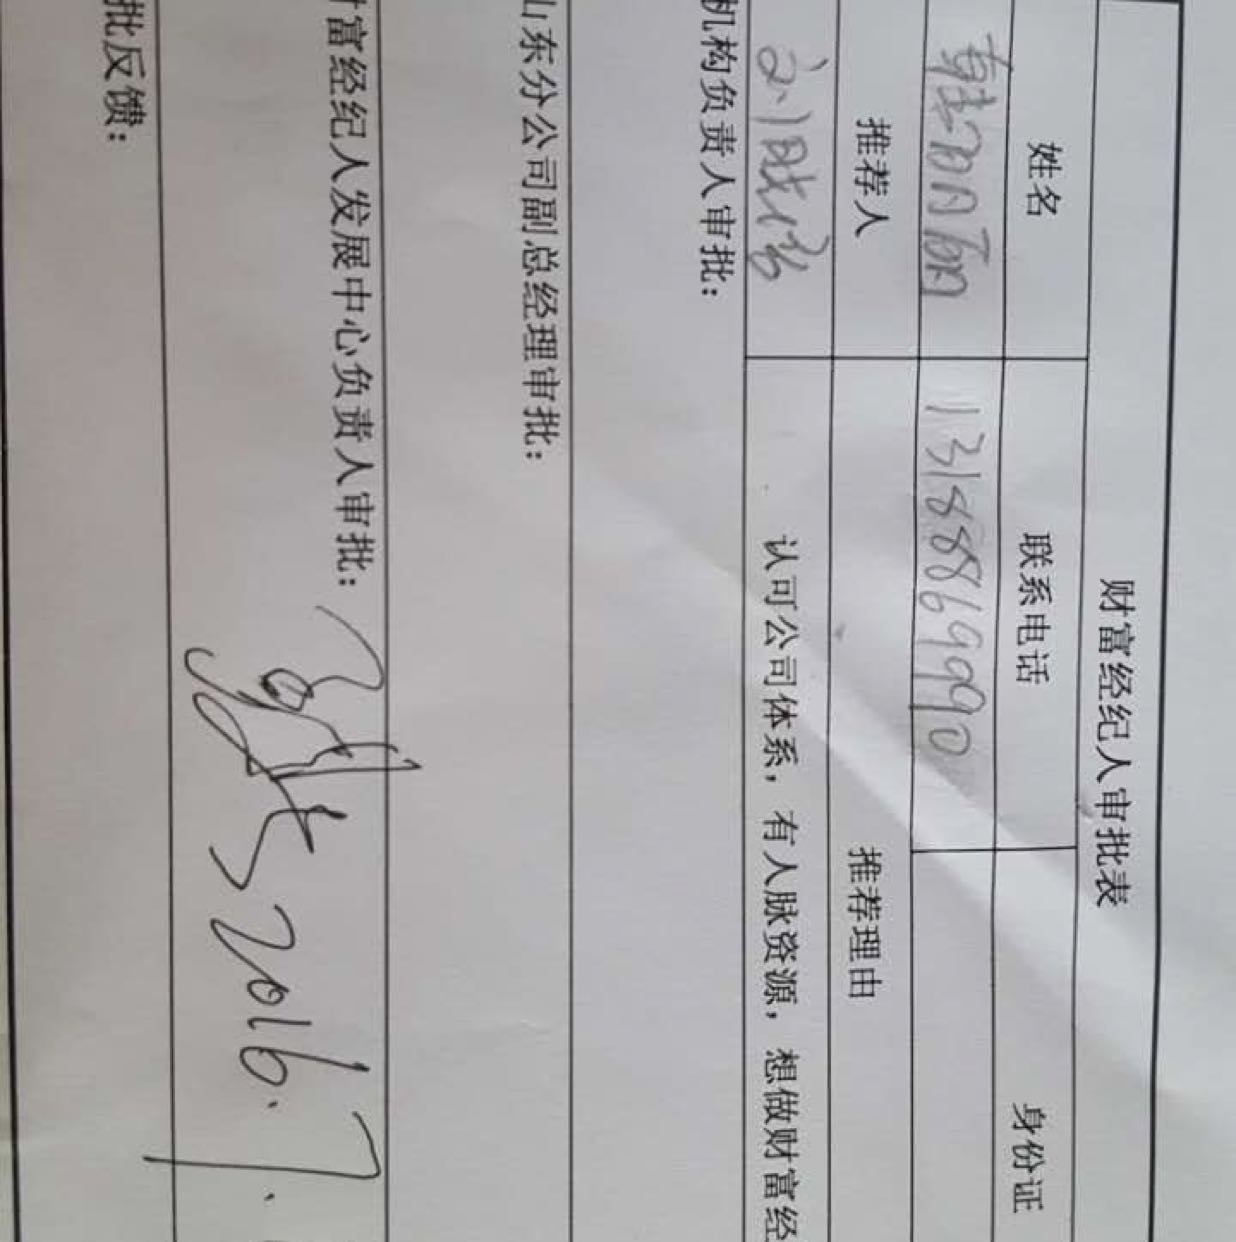 财富经纪人审批表
姓名 联系电话 身份证
韩明丽 13188869990
推荐人 推荐理由
刘胜 认可公司体系，有人脉资源，想做财富经
机构负责人审批：
山东分公司副总经理审批：
财富经纪人发展中心负责人审批：
2016.7.
批反馈：